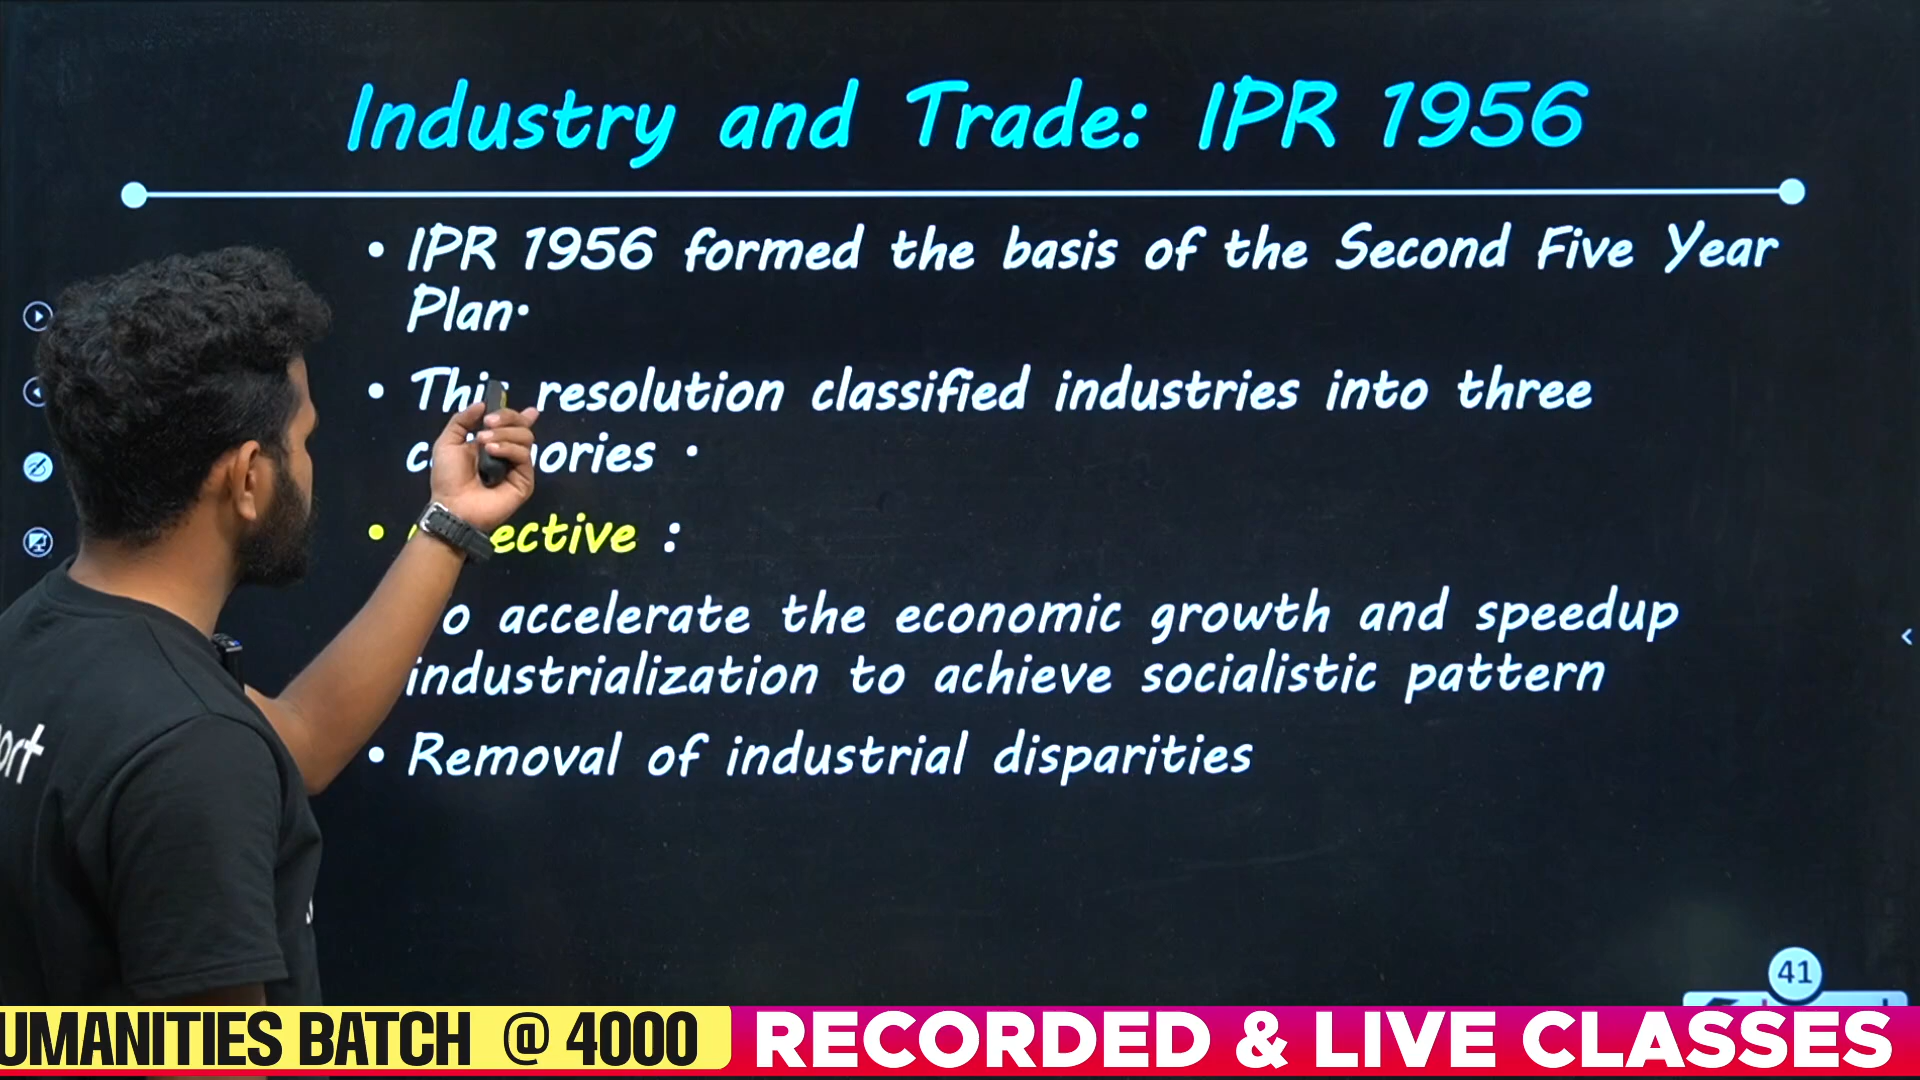 Industry and Trade: IPR 1956
• IPR 1956 formed the basis of the Second Five Year
Plan·
• This resolution classified industries into three
ories ·
• ective :
o accelerate the economic growth and speedup
industrialization to achieve socialistic pattern
• Removal of industrial disparities
41
UMANITIES BATCH @ 4000 RECORDED & LIVE CLASSES